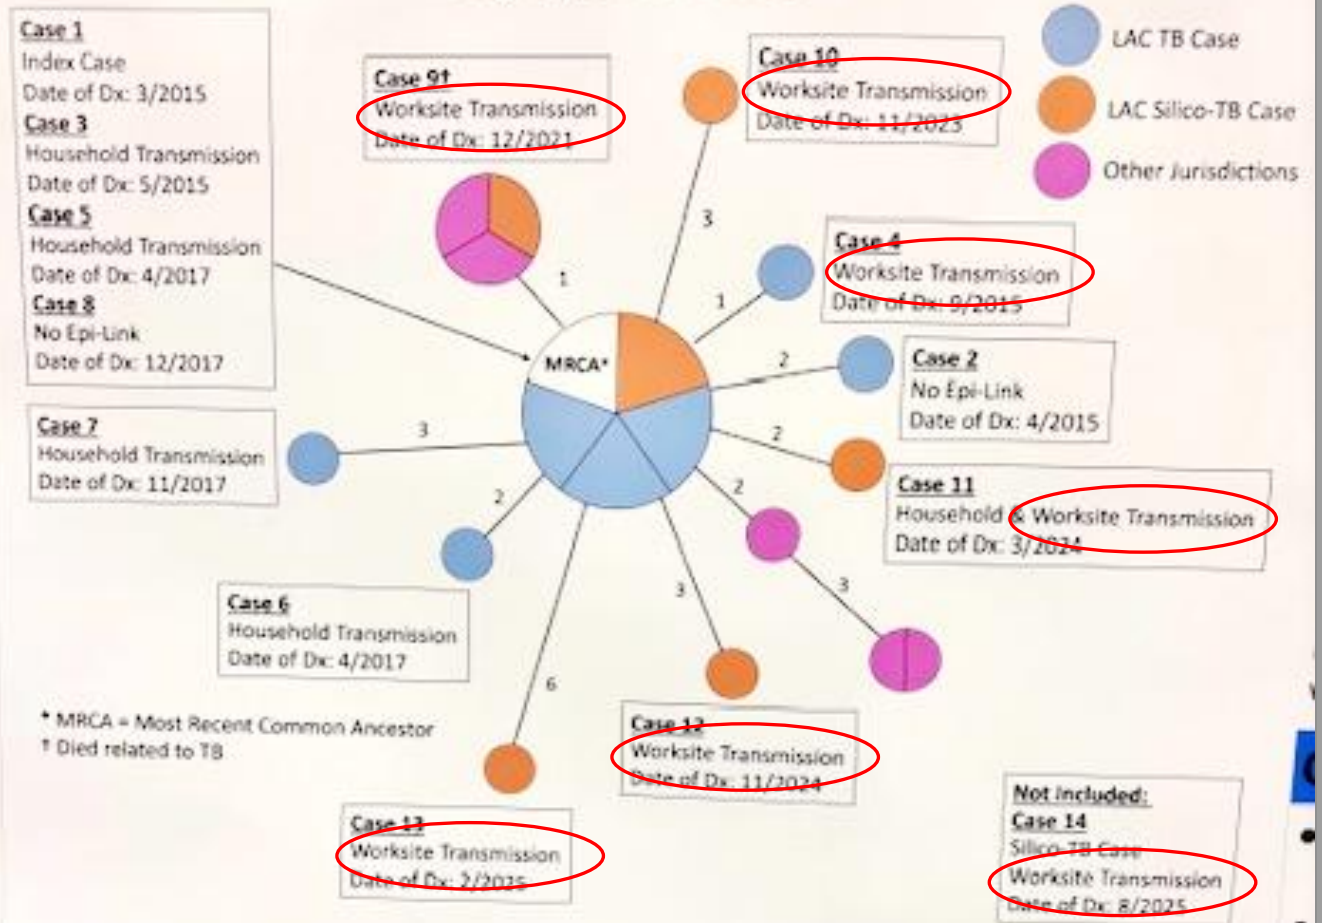 Case 1
Index Case
Date of Dx: 3/2015
Case 3
Household Transmission
Date of Dx: 5/2015
Case 5
Household Transmission
Date of Dx: 4/2017
Case 8
No Epi-Link
Date of Dx: 12/2017
Case 9†
Worksite Transmission
Date of Dx: 12/2021
Case 10
Worksite Transmission
Date of Dx: 11/2023
LAC TB Case
LAC Silico-TB Case
Other Jurisdictions
Case 4
Worksite Transmission
Date of Dx: 9/2015
1
3
1
MRCA*
2
Case 2
No Epi-Link
Date of Dx: 4/2015
Case 7
Household Transmission
Date of Dx: 11/2017
3
2
Case 11
Household & Worksite Transmission
Date of Dx: 3/2024
2
2
3
3
6
Case 6
Household Transmission
Date of Dx: 4/2017
* MRCA = Most Recent Common Ancestor
† Died related to TB
Case 12
Worksite Transmission
Date of Dx: 11/2024
Case 13
Worksite Transmission
Date of Dx: 2/2025
Not included:
Case 14
Silico-TB Case
Worksite Transmission
Date of Dx: 8/2025